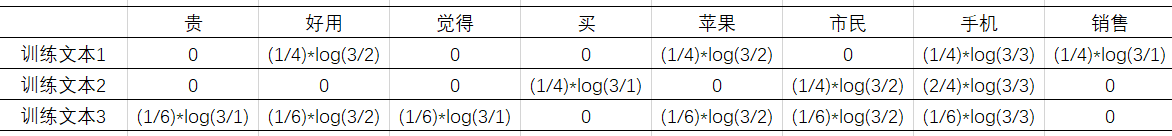 贵 好用 觉得 买 苹果 市民 手机 销售
训练文本1 0 (1/4)*log(3/2) 0 0 (1/4)*log(3/2) 0 (1/4)*log(3/3) (1/4)*log(3/1)
训练文本2 0 0 0 (1/4)*log(3/1) 0 (1/4)*log(3/2) (2/4)*log(3/3) 0
训练文本3 (1/6)*log(3/1) (1/6)*log(3/2) (1/6)*log(3/1) 0 (1/6)*log(3/2) (1/6)*log(3/2) (1/6)*log(3/3) 0